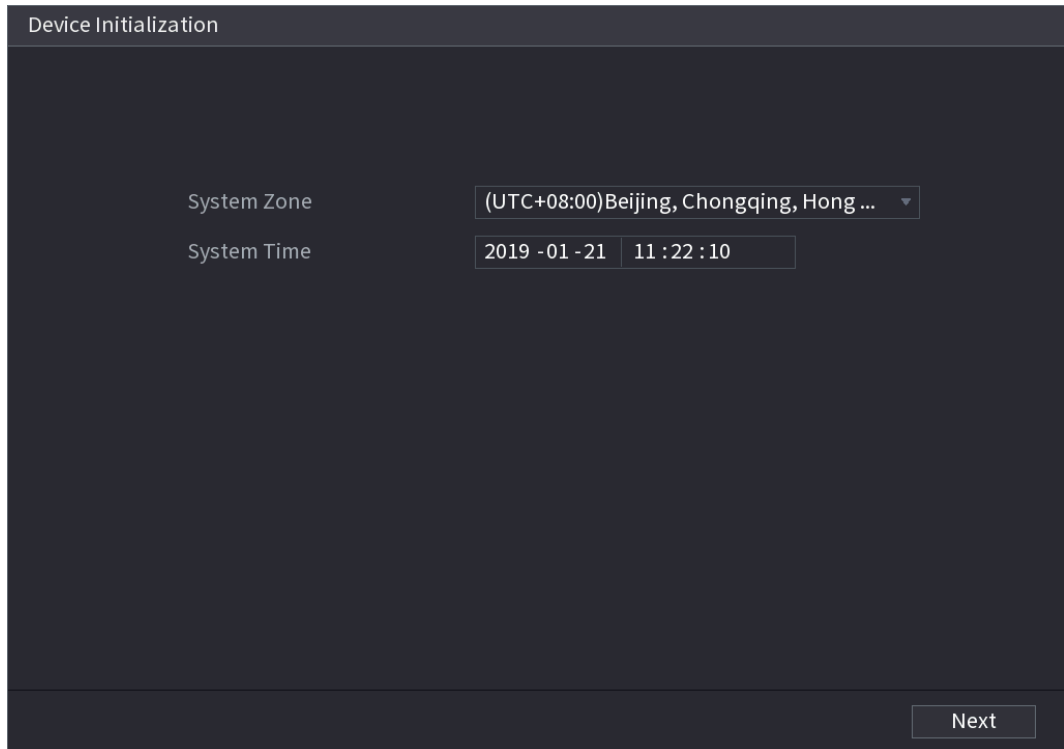 Device Initialization
System Zone (UTC+08:00)Beijing, Chongqing, Hong ...
System Time 2019 -01 -21 11 :22 :10
Next